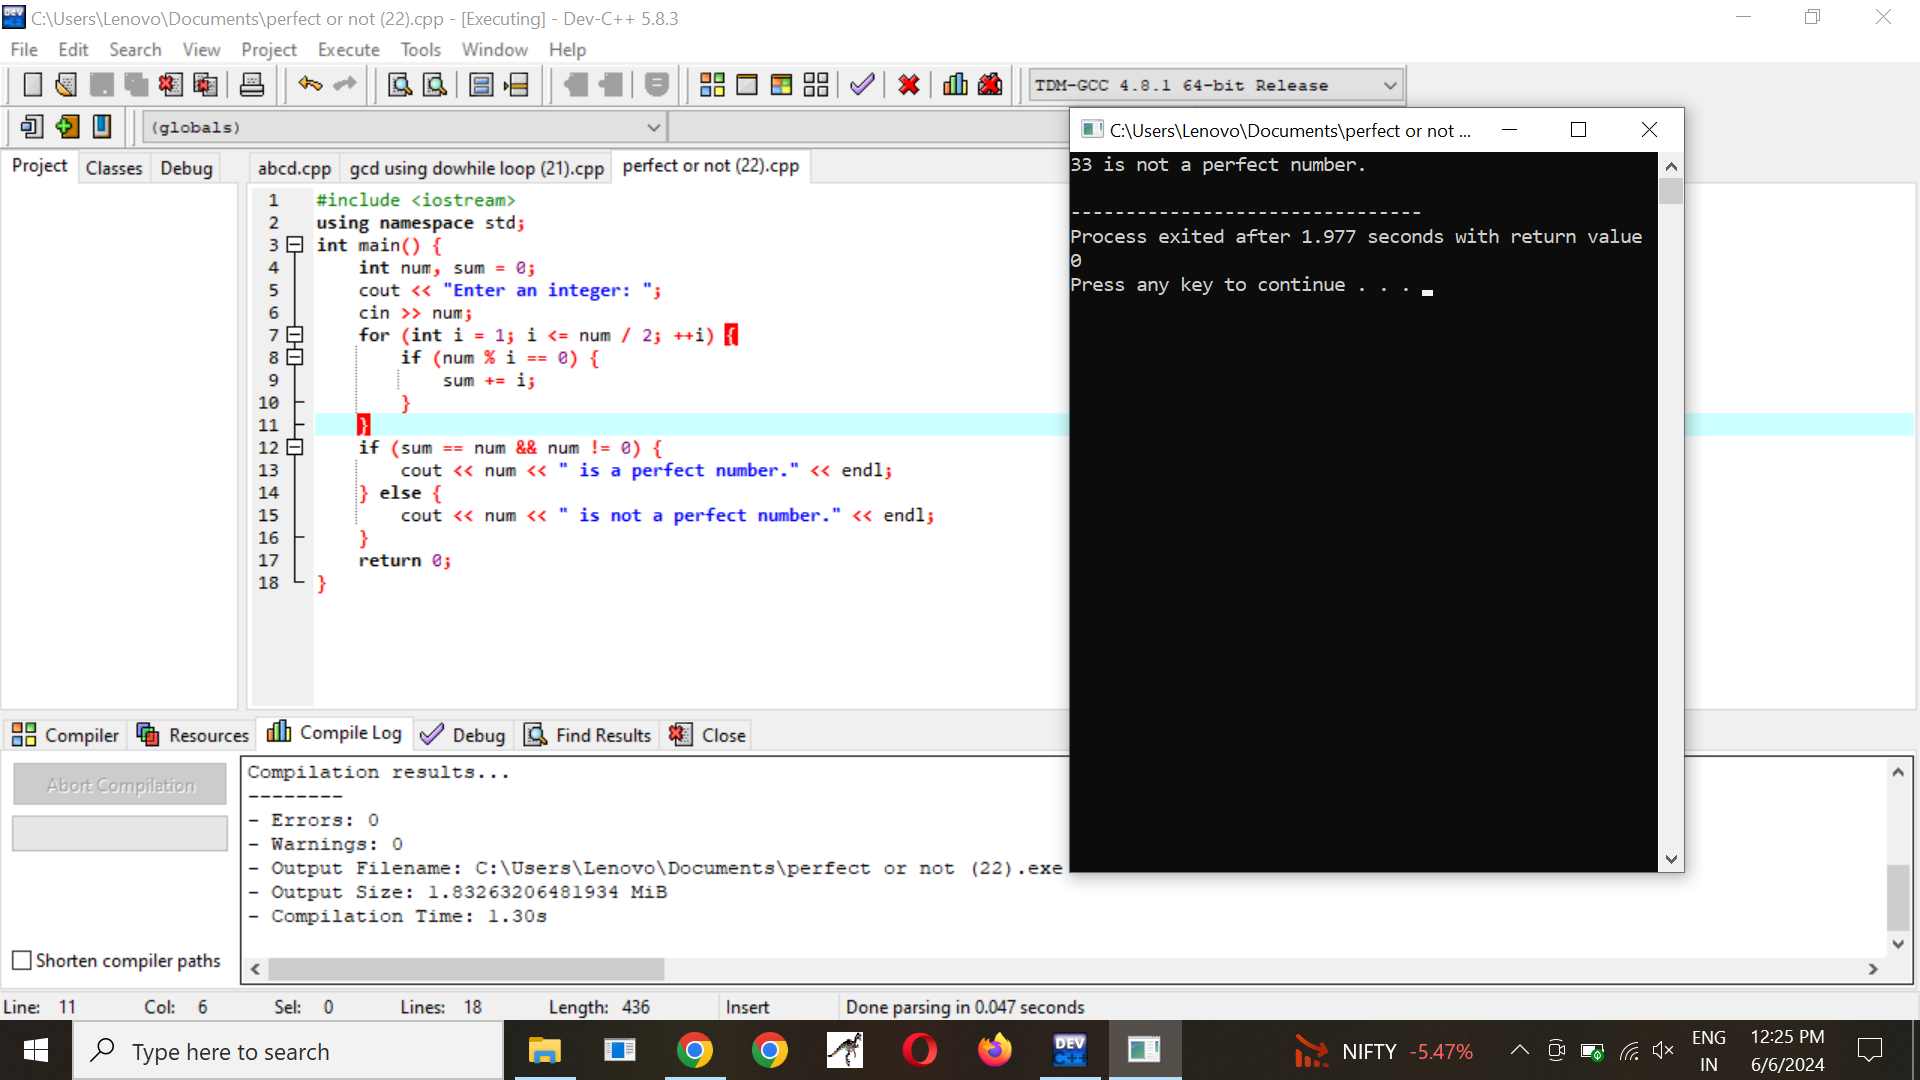 C:\Users\Lenovo\Documents\perfect or not (22).cpp - [Executing] - Dev-C++ 5.8.3
File Edit Search View Project Execute Tools Window Help
TDM-GCC 4.8.1 64-bit Release
(globals)
Project Classes Debug
abcd.cpp gcd using dowhile loop (21).cpp perfect or not (22).cpp
1 #include <iostream>
2 using namespace std;
3 int main() {
4 int num, sum = 0;
5 cout << "Enter an integer: ";
6 cin >> num;
7 for (int i = 1; i <= num / 2; ++i) {
8 if (num % i == 0) {
9 sum += i;
10 }
11 }
12 if (sum == num && num != 0) {
13 cout << num << " is a perfect number." << endl;
14 } else {
15 cout << num << " is not a perfect number." << endl;
16 }
17 return 0;
18 }
C:\Users\Lenovo\Documents\perfect or not ...
33 is not a perfect number.
--------------------------------
Process exited after 1.977 seconds with return value
0
Press any key to continue . . .
Compiler Resources Compile Log Debug Find Results Close
Abort Compilation
Shorten compiler paths
Compilation results...
--------
- Errors: 0
- Warnings: 0
- Output Filename: C:\Users\Lenovo\Documents\perfect or not (22).exe
- Output Size: 1.83263206481934 MiB
- Compilation Time: 1.30s
Line: 11 Col: 6 Sel: 0 Lines: 18 Length: 436 Insert Done parsing in 0.047 seconds
Type here to search
DEV C++
NIFTY -5.47%
ENG
IN
12:25 PM
6/6/2024